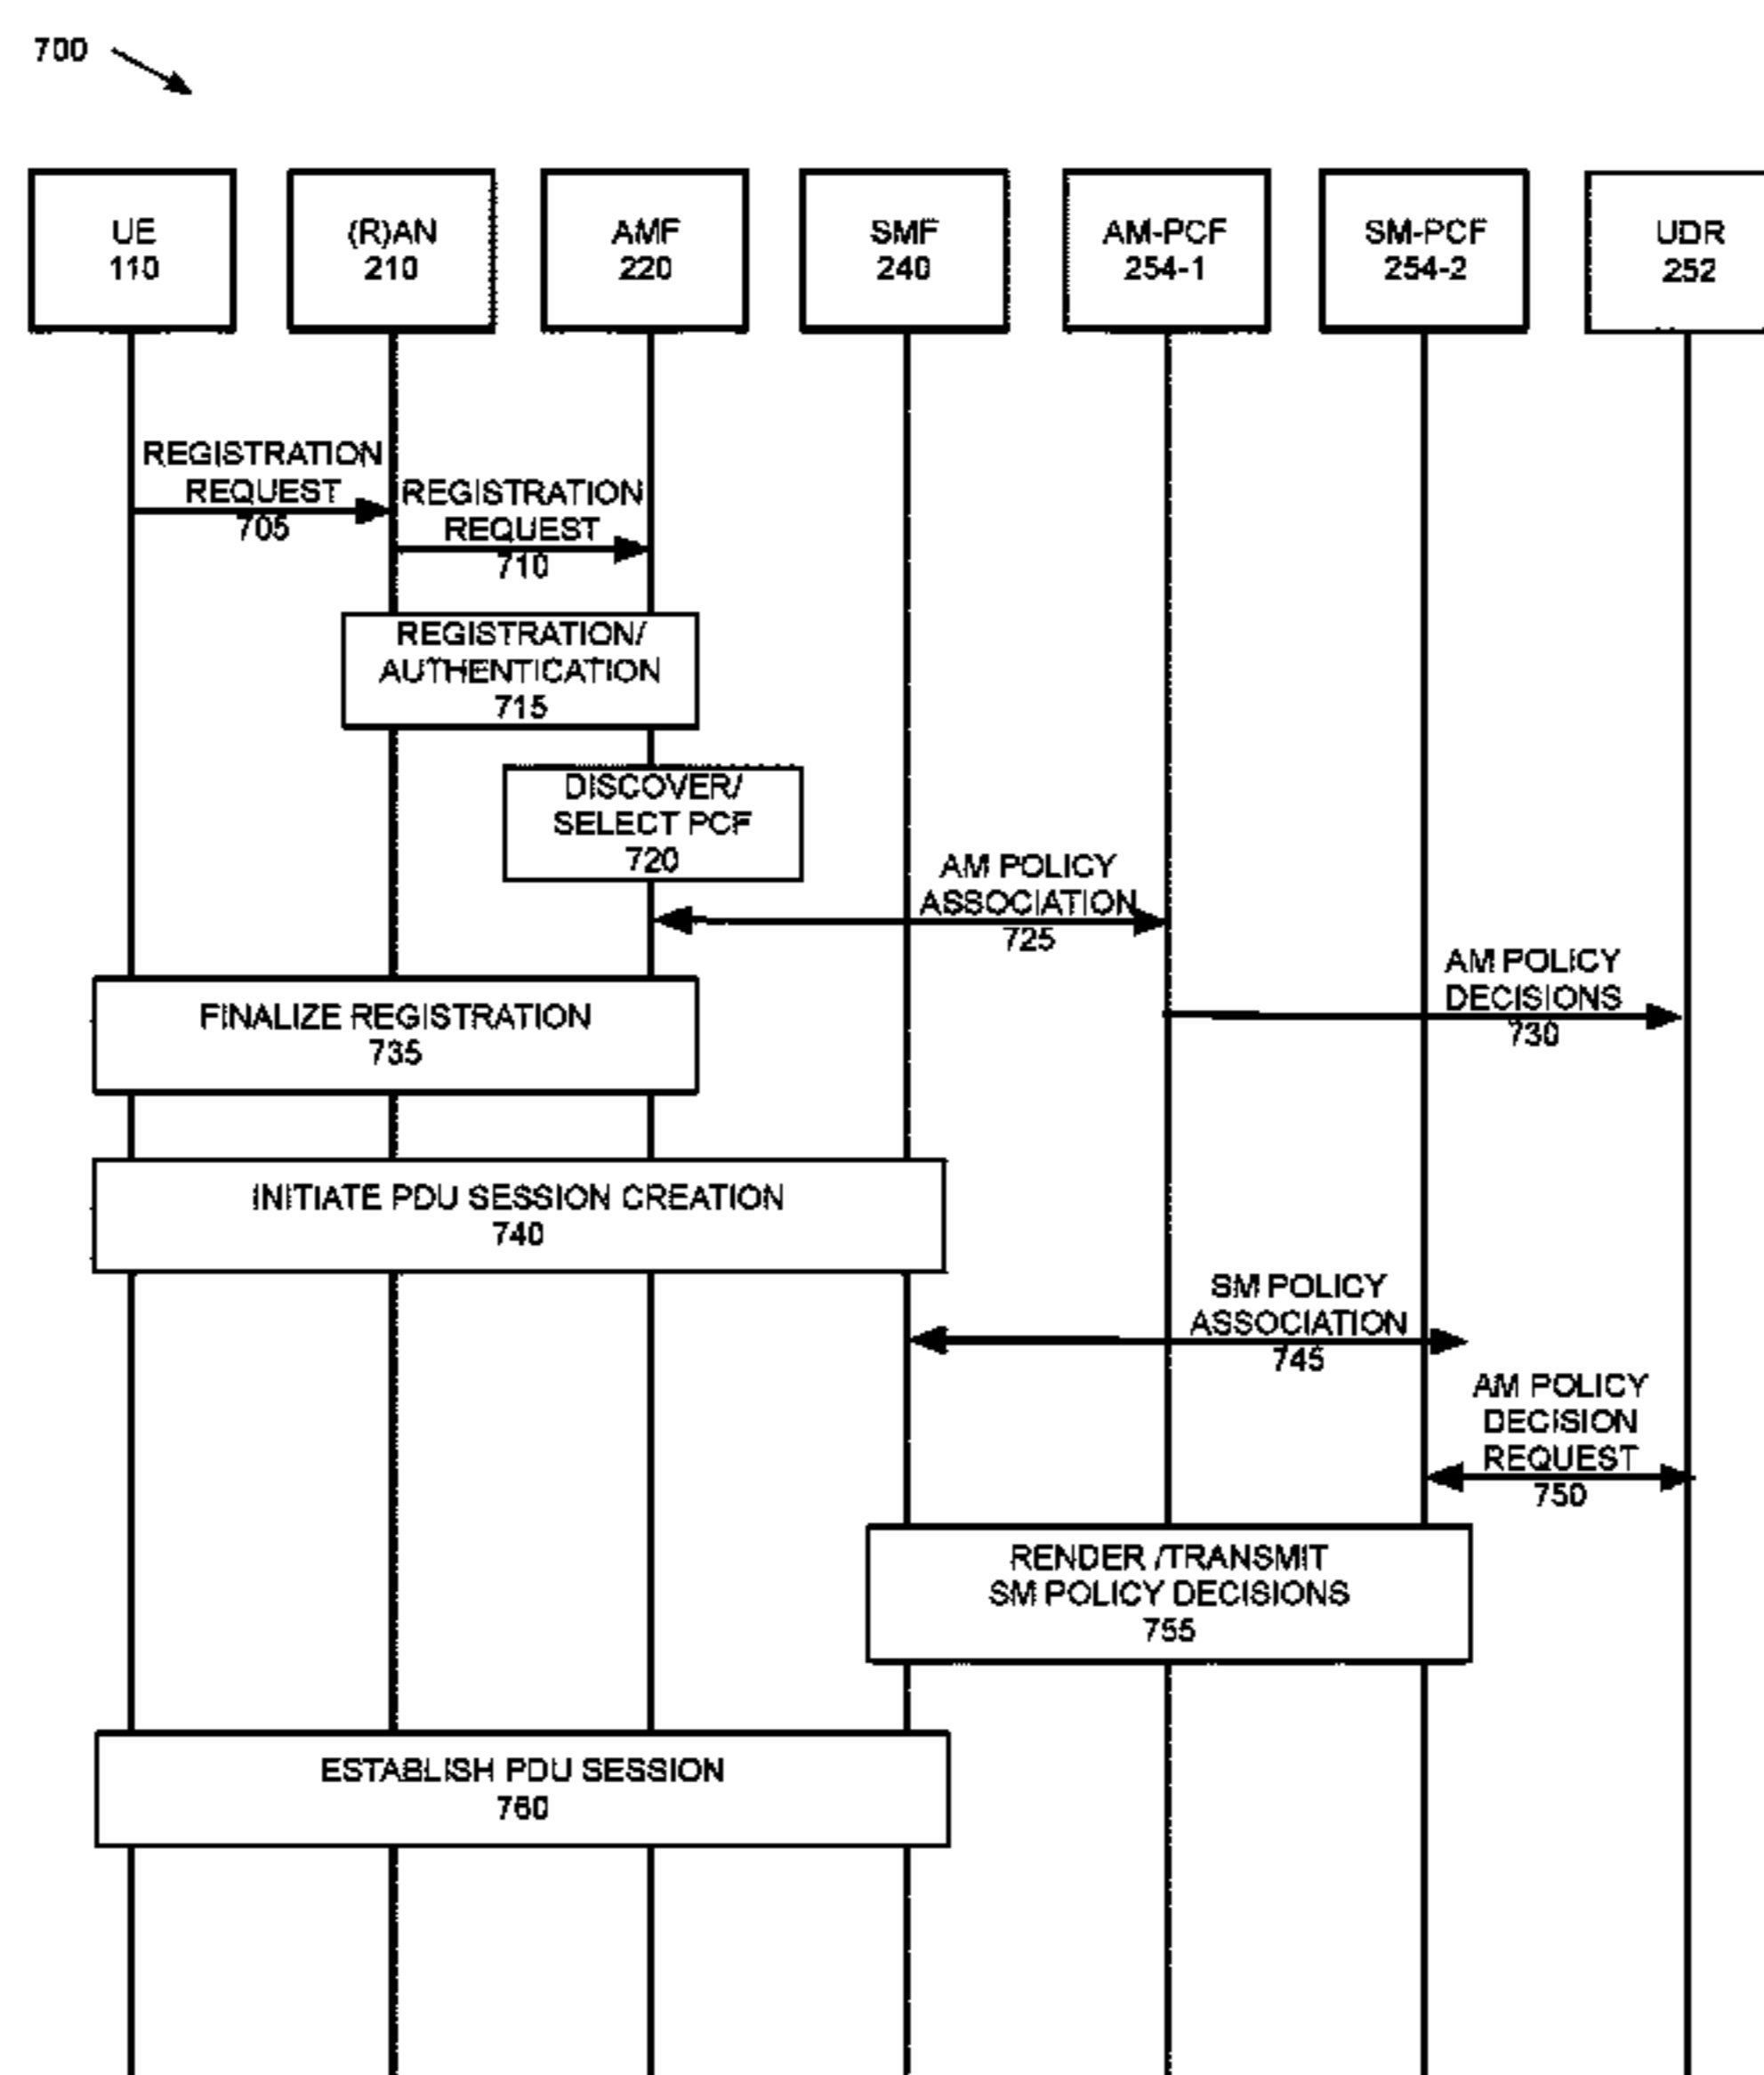 700
UE
110
(R)AN
210
AMF
220
SMF
240
AM-PCF
254-1
SM-PCF
254-2
UDR
252
REGISTRATION
REQUEST
705
REGISTRATION
REQUEST
710
REGISTRATION/
AUTHENTICATION
715
DISCOVER/
SELECT PCF
720
AM POLICY
ASSOCIATION
725
AM POLICY
DECISIONS
730
FINALIZE REGISTRATION
735
INITIATE PDU SESSION CREATION
740
SM POLICY
ASSOCIATION
745
AM POLICY
DECISION
REQUEST
750
RENDER /TRANSMIT
SM POLICY DECISIONS
755
ESTABLISH PDU SESSION
760